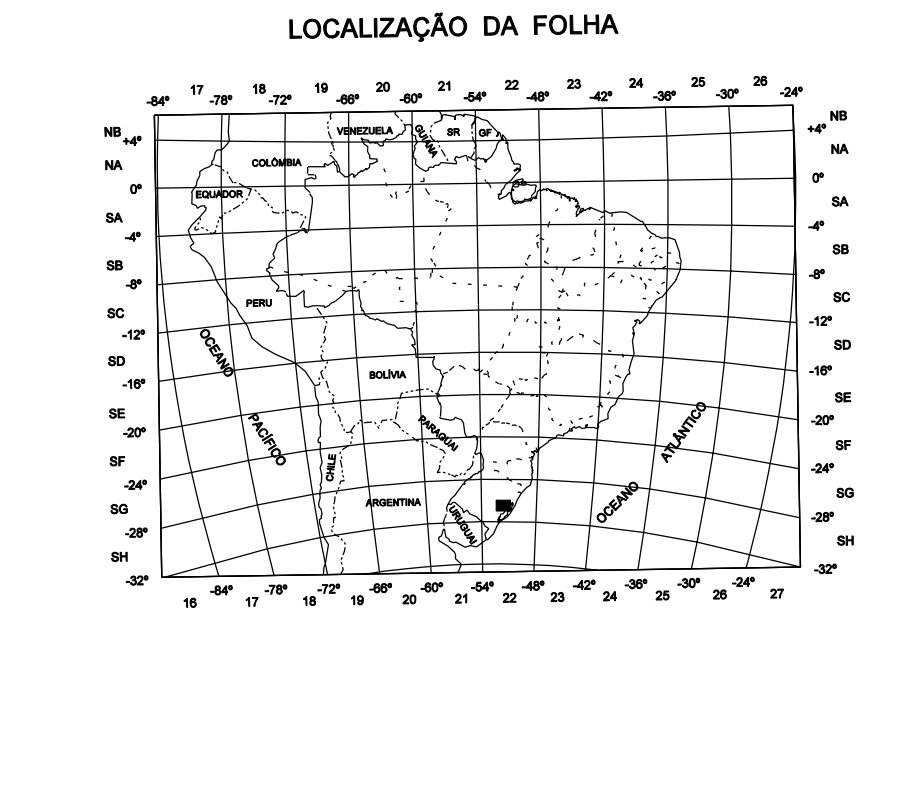 LOCALIZAÇÃO DA FOLHA
17 18 19 20 21 22 23 24 25 26
-84° -78° -72° -66° -60° -54° -48° -42° -36° -30° -24°
NB NB
+4° +4°
VENEZUELA GUIANA SR GF
NA COLÔMBIA NA
0° 0°
EQUADOR
SA SA
-4° -4°
SB SB
-8° -8°
PERU
SC SC
-12° -12°
OCEANO
SD SD
BOLÍVIA
-16° -16°
SE SE
PACÍFICO PARAGUAI ATLÂNTICO
-20° -20°
SF CHILE SF
-24° -24°
ARGENTINA OCEANO
SG SG
URUGUAI
-28° -28°
SH SH
-32° -32°
-84° -78° -72° -66° -60° -54° -48° -42° -36° -30° -24°
16 17 18 19 20 21 22 23 24 25 26 27